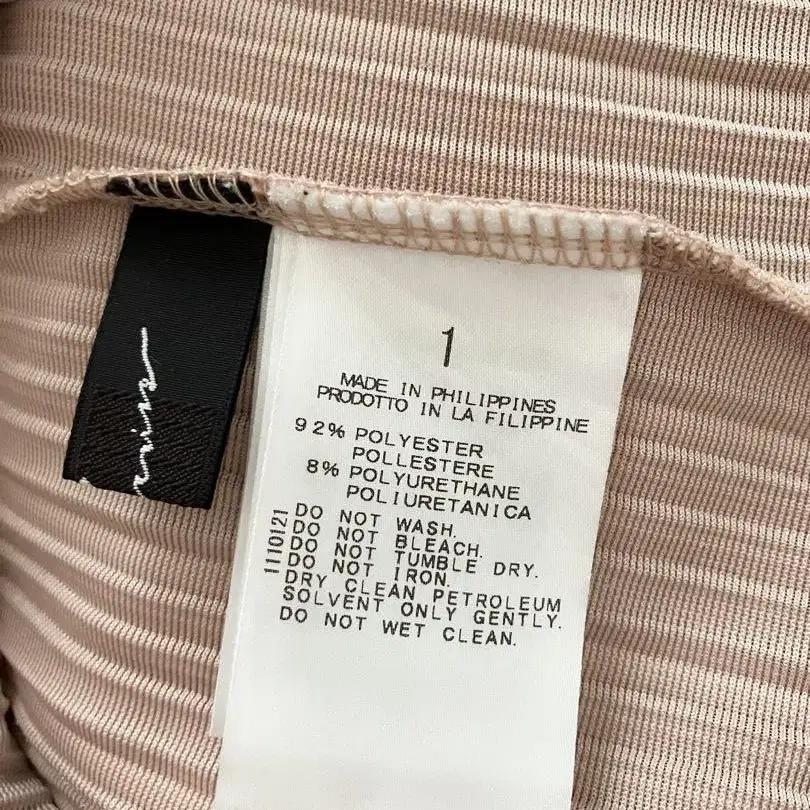 1
MADE IN PHILIPPINES
PRODOTTO IN LA FILIPPINE
92% POLYESTER
POLLESTERE
8% POLYURETHANE
POLIURETANICA
DO NOT WASH.
DO NOT BLEACH.
DO NOT TUMBLE DRY.
DO NOT IRON.
DRY CLEAN PETROLEUM
SOLVENT ONLY GENTLY.
DO NOT WET CLEAN.
1110121